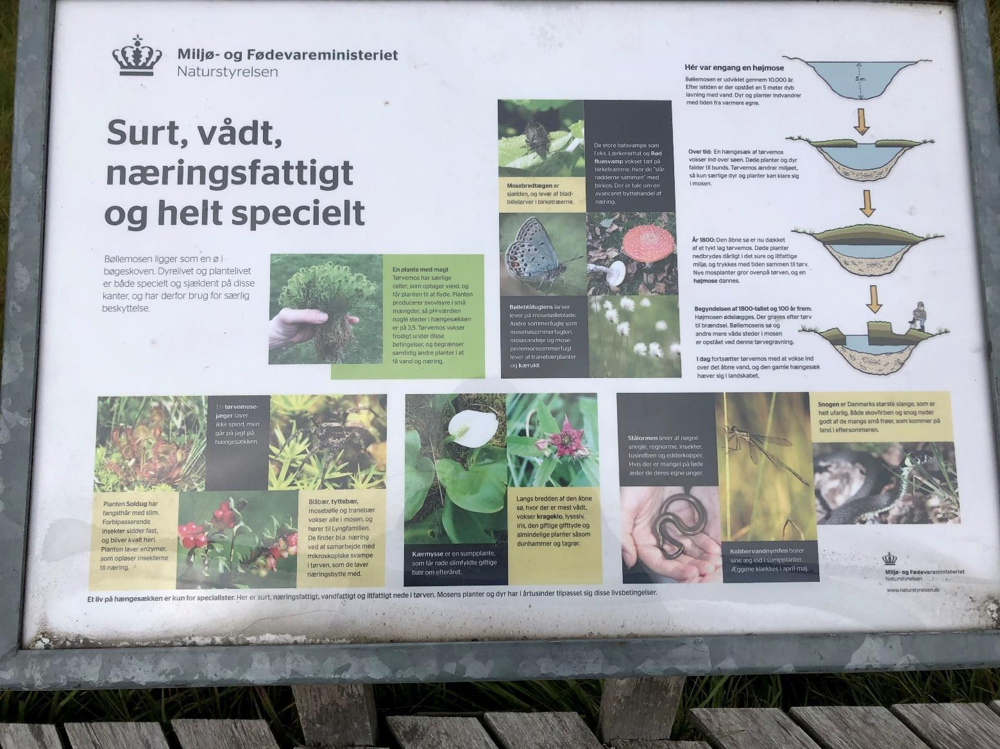 Miljø- og Fødevareministeriet
Naturstyrelsen
Surt, vådt,
næringsfattigt
og helt specielt
Bøllemosen ligger som en ø i
bøgeskoven. Dyrelivet og plantelivet
er både specielt og sjældent på disse
kanter, og har derfor brug for særlig
beskyttelse.
En plante med magt
Tørvemos har særlige
celler, som optager vand, og
får planten til at flyde. Planten
producerer svovlsyre i små
mængder, så pH-værdien
nogle steder i hængesækken
er på 3,5. Tørvemos vokser
frodigt under disse
betingelser, og begrænser
samtidig andre planter i at
få vand og næring.
Mosebredtægen er
sjælden, og lever af blad-
billelarver i birketræerne.
De store hatsvampe som
f.eks. Lærkerørhat og Rød
fluesvamp vokser tæt på
birketræerne, hvor de "slår
rødderne sammen" med
birken. Der er tale om en
avanceret byttehandel af
næring.
Bølleblåfuglens larver
lever på mosebølleblade.
Andre sommerfugle som
mosehøsommerfuglen,
moserandøje og mose-
perlemorssommerfugl
lever af tranebærplanter
og kæruld.
Hér var engang en højmose
Bøllemosen er udviklet gennem 10.000 år.
Efter istiden er der opstået en 5 meter dyb
lavning med vand. Dyr og planter indvandrer
med tiden fra varmere egne.
5 m.
Over tid: En hængesæk af tørvemos
vokser ind over søen. Døde planter og dyr
falder til bunds. Tørvemos ændrer miljøet,
så kun særlige dyr og planter kan klare sig
i mosen.
År 1800: Den åbne sø er nu dækket
af et tykt lag tørvemos. Døde planter
nedbrydes dårligt i det sure og iltfattige
miljø, og trykkes med tiden sammen til tørv.
Nye mosplanter gror ovenpå tørven, og en
højmose dannes.
Begyndelsen af 1800-tallet og 100 år frem:
Højmosen ødelægges. Der graves efter tørv
til brændsel. Bøllemosens sø og
andre mere våde steder i mosen
er opstået ved denne tørvegravning.
I dag fortsætter tørvemos med at vokse ind
over det åbne vand, og den gamle hængesæk
hæver sig i landskabet.
En tørvemose-
jæger laver
ikke spind, men
går på jagt på
hængesækken.
Planten Soldug har
fangsthår med slim.
Forbipasserende
insekter sidder fast,
og bliver kvalt heri.
Planten laver enzymer,
som opløser insekterne
til næring.
Blåbær, tyttebær,
mosebølle og tranebær
vokser alle i mosen, og
hører til Lyngfamilien.
De finder bl.a. næring
ved at samarbejde med
mikroskopiske svampe
i tørven, som de laver
næringsbytte med.
Kærmysse er en sumpplante,
som får røde slimfyldte giftige
bær om efteråret.
Langs bredden af den åbne
sø, hvor der er mest vådt,
vokser krageklo, lysesiv,
iris, den giftige gifttyde og
almindelige planter såsom
dunhammer og tagrør.
Stålormen lever af nøgne
snegle, regnorme, insekter,
tusindben og edderkopper.
Hvis der er mangel på føde
æder de deres egne unger.
Kobbervandnymfen borer
sine æg ind i sumpplanter.
Æggene klækkes i april-maj.
Snogen er Danmarks største slange, som er
helt ufarlig. Både skovfirben og snog nyder
godt af de mange små frøer, som kommer på
land i eftersommeren.
Et liv på hængesækken er kun for specialister. Her er surt, næringsfattigt, vandfattigt og iltfattigt nede i tørven. Mosens planter og dyr har i årtusinder tilpasset sig disse livsbetingelser.
Miljø- og Fødevareministeriet
Naturstyrelsen
www.naturstyrelsen.dk